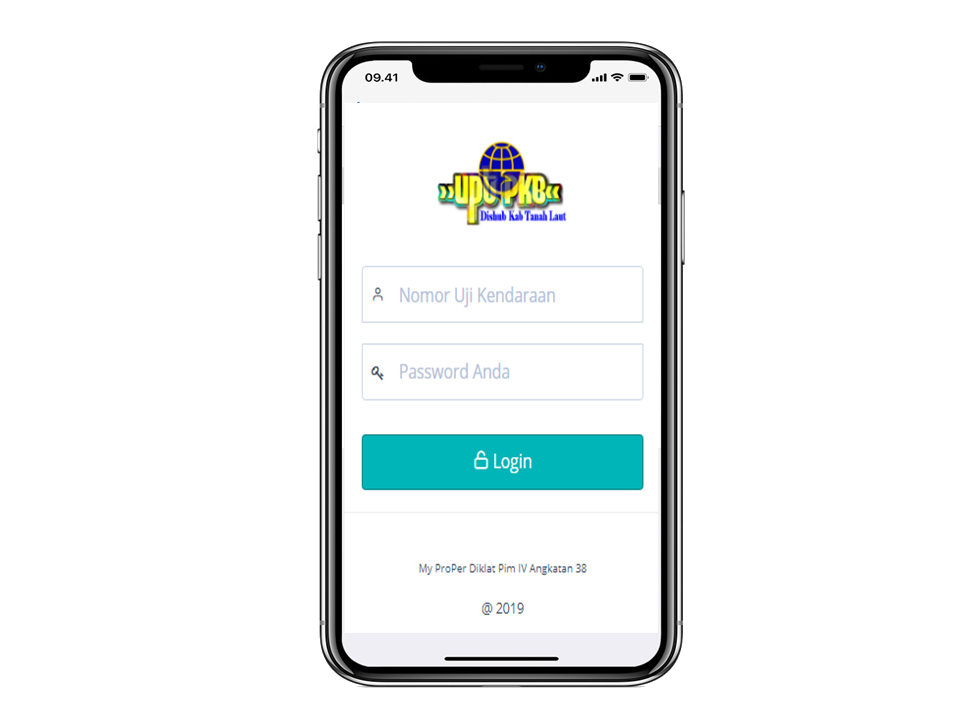 09.41
Dishub Kab Tanah Laut
Nomor Uji Kendaraan
Password Anda
Login
My ProPer Diklat Pim IV Angkatan 38
@ 2019